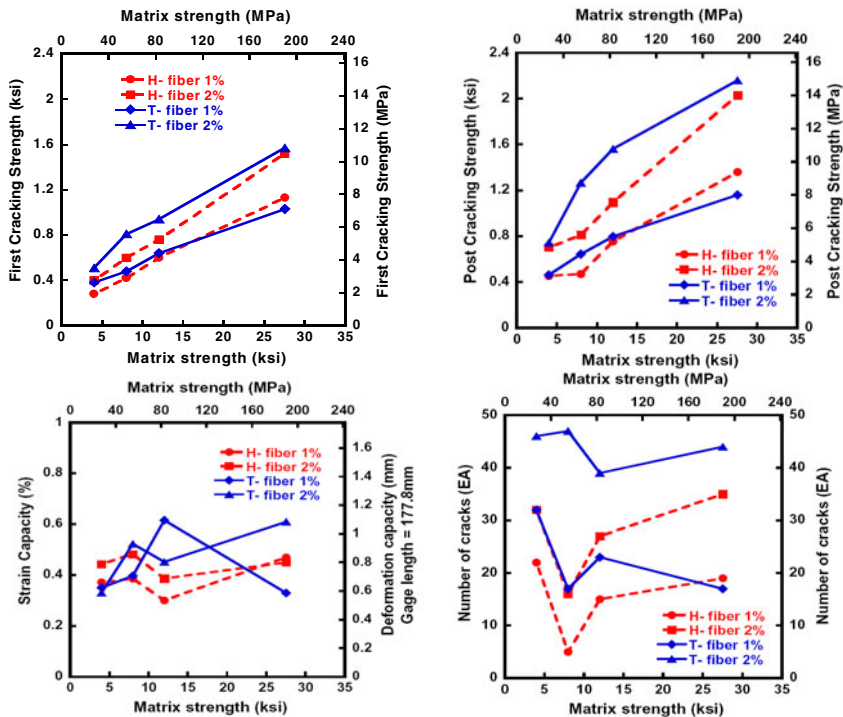 Matrix strength (MPa)
0 40 80 120 160 200 240
First Cracking Strength (ksi)
2.4
2
1.6
1.2
0.8
0.4
0
H- fiber 1%
H- fiber 2%
T- fiber 1%
T- fiber 2%
16
14
12
10
8
6
4
2
0
First Cracking Strength (MPa)
0 5 10 15 20 25 30 35
Matrix strength (ksi)
Matrix strength (MPa)
0 40 80 120 160 200 240
Post Cracking Strength (ksi)
2.4
2
1.6
1.2
0.8
0.4
0
H- fiber 1%
H- fiber 2%
T- fiber 1%
T- fiber 2%
16
14
12
10
8
6
4
2
0
Post Cracking Strength (MPa)
0 5 10 15 20 25 30 35
Matrix strength (ksi)
Matrix strength (MPa)
0 40 80 120 160 200 240
Strain Capacity (%)
1
0.8
0.6
0.4
0.2
0
H- fiber 1%
H- fiber 2%
T- fiber 1%
T- fiber 2%
1.6
1.4
1.2
1
0.8
0.6
0.4
0.2
0
Deformation capacity (mm)
Gage length = 177.8mm
0 5 10 15 20 25 30 35
Matrix strength (ksi)
Matrix strength (MPa)
0 40 80 120 160 200 240
Number of cracks (EA)
50
40
30
20
10
0
H- fiber 1%
H- fiber 2%
T- fiber 1%
T- fiber 2%
50
40
30
20
10
0
Number of cracks (EA)
0 5 10 15 20 25 30 35
Matrix strength (ksi)